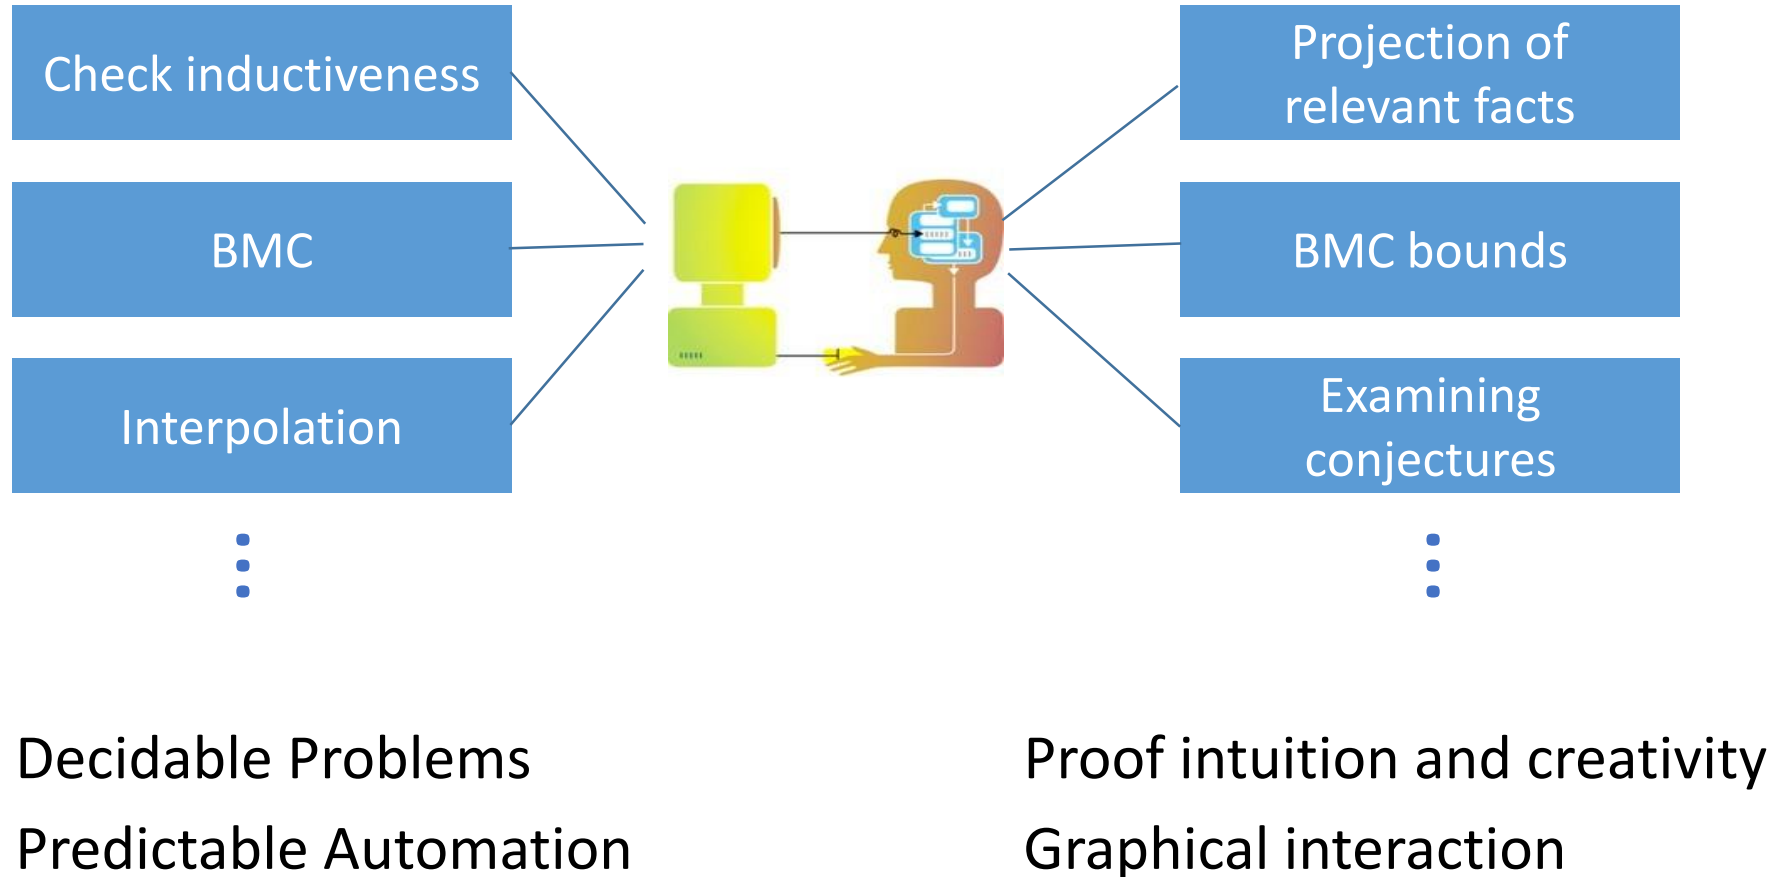 Check inductiveness
BMC
Interpolation
Projection of
relevant facts
BMC bounds
Examining
conjectures
Decidable Problems
Predictable Automation
Proof intuition and creativity
Graphical interaction